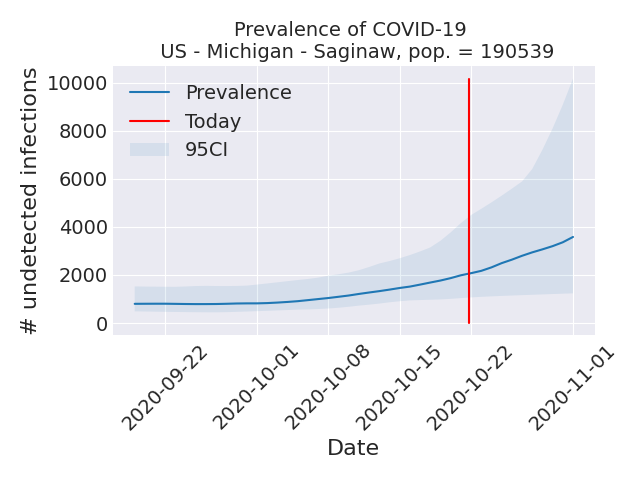 Prevalence of COVID-19
US - Michigan - Saginaw, pop. = 190539
# undetected infections
10000
8000
6000
4000
2000
0
Prevalence
Today
95CI
2020-09-22
2020-10-01
2020-10-08
2020-10-15
2020-10-22
2020-11-01
Date